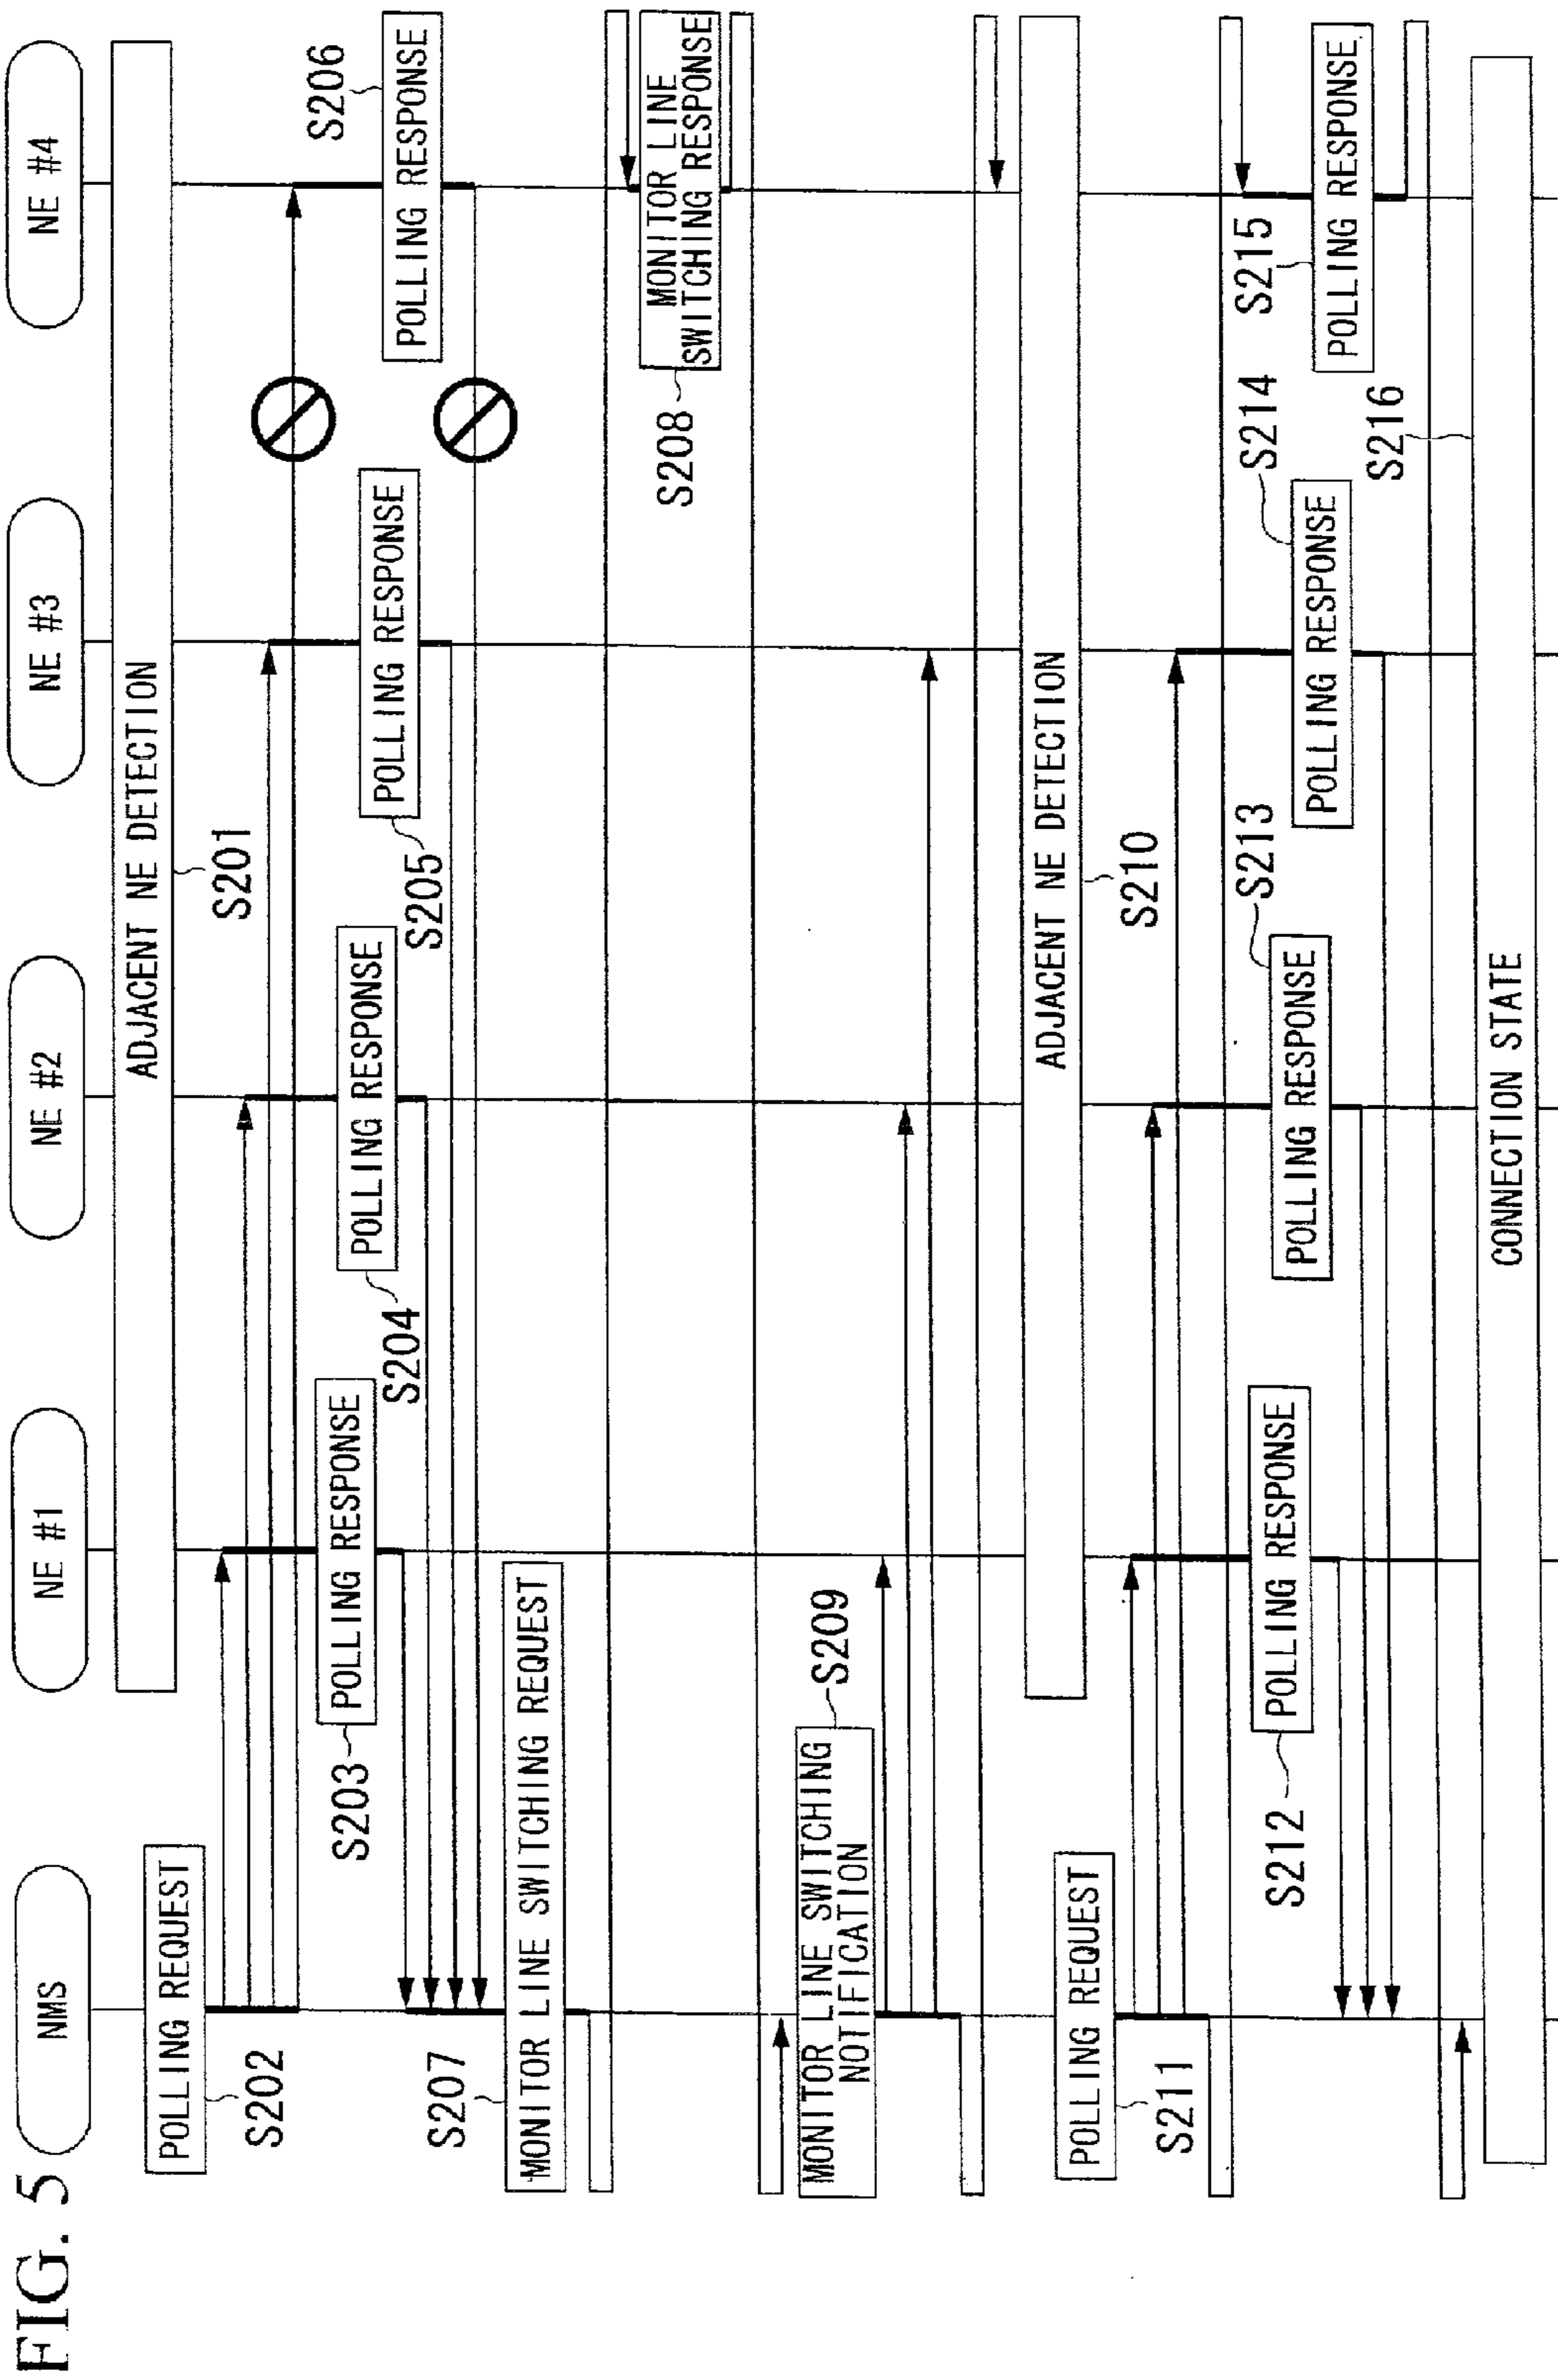 FIG. 5
NMS
NE #1
NE #2
NE #3
NE #4
ADJACENT NE DETECTION
S201
POLLING REQUEST
S202
POLLING RESPONSE
S203
POLLING RESPONSE
S204
POLLING RESPONSE
S205
POLLING RESPONSE
S206
S207
MONITOR LINE SWITCHING REQUEST
MONITOR LINE
SWITCHING RESPONSE
S208
MONITOR LINE SWITCHING
NOTIFICATION
S209
ADJACENT NE DETECTION
S210
POLLING REQUEST
S211
POLLING RESPONSE
S212
POLLING RESPONSE
S213
POLLING RESPONSE
S214
POLLING RESPONSE
S215
S216
CONNECTION STATE